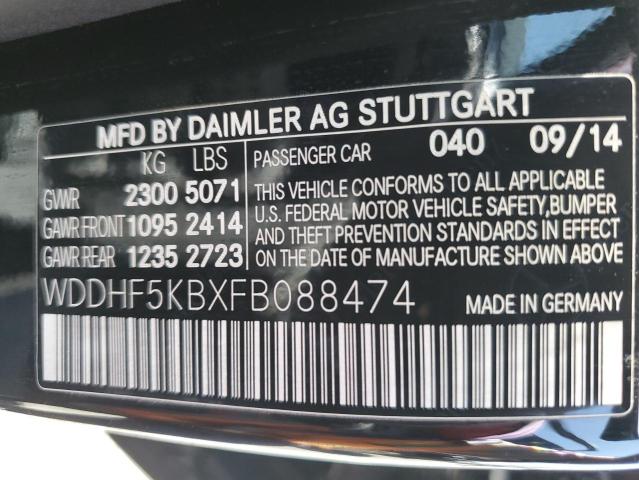 MFD BY DAIMLER AG STUTTGART
KG LBS PASSENGER CAR 040 09/14
GVWR 2300 5071
GAWR FRONT 1095 2414
GAWR REAR 1235 2723
THIS VEHICLE CONFORMS TO ALL APPLICABLE
U.S. FEDERAL MOTOR VEHICLE SAFETY,BUMPER
AND THEFT PREVENTION STANDARDS IN EFFECT
ON THE DATE OF MANUFACTURE SHOWN ABOVE.
WDDHF5KBXFB088474 MADE IN GERMANY